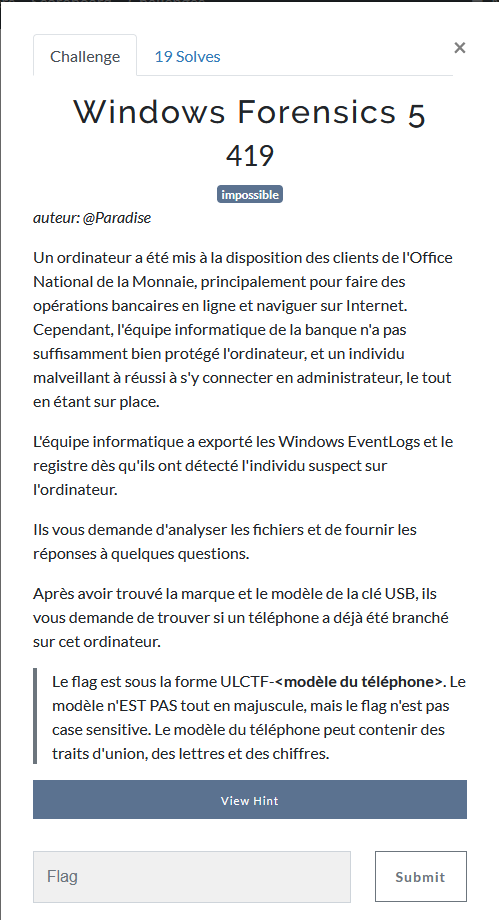 Challenge
19 Solves
×
Windows Forensics 5
419
impossible
auteur: @Paradise
Un ordinateur a été mis à la disposition des clients de l'Office
National de la Monnaie, principalement pour faire des
opérations bancaires en ligne et naviguer sur Internet.
Cependant, l'équipe informatique de la banque n'a pas
suffisamment bien protégé l'ordinateur, et un individu
malveillant à réussi à s'y connecter en administrateur, le tout
en étant sur place.
L'équipe informatique a exporté les Windows EventLogs et le
registre dès qu'ils ont détecté l'individu suspect sur
l'ordinateur.
Ils vous demande d'analyser les fichiers et de fournir les
réponses à quelques questions.
Après avoir trouvé la marque et le modèle de la clé USB, ils
vous demande de trouver si un téléphone a déjà été branché
sur cet ordinateur.
Le flag est sous la forme ULCTF-<modèle du téléphone>. Le
modèle n'EST PAS tout en majuscule, mais le flag n'est pas
case sensitive. Le modèle du téléphone peut contenir des
traits d'union, des lettres et des chiffres.
View Hint
Flag
Submit